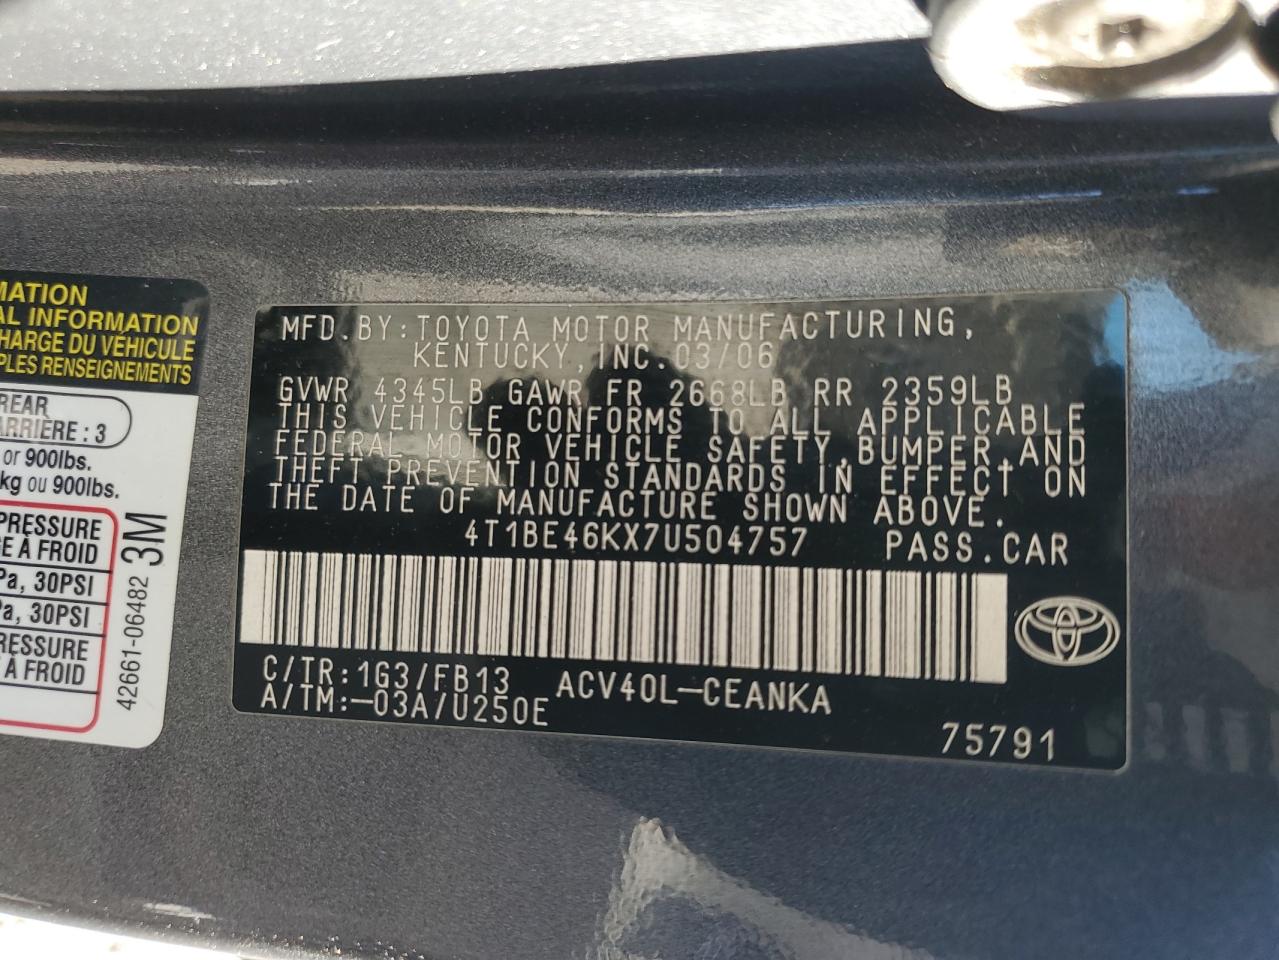 MATION
AL INFORMATION
HARGE DU VÉHICULE
PLES RENSEIGNEMENTS
REAR
ARRIÈRE : 3
or 900lbs.
kg ou 900lbs.
PRESSURE
E À FROID
Pa, 30PSI
Pa, 30PSI
RESSURE
À FROID
42661-06482 3M
MFD.BY:TOYOTA MOTOR MANUFACTURING,
KENTUCKY, INC. 03/06
GVWR 4345LB GAWR FR 2668LB RR 2359LB
THIS VEHICLE CONFORMS TO ALL APPLICABLE
FEDERAL MOTOR VEHICLE SAFETY,BUMPER,AND
THEFT PREVENTION STANDARDS IN EFFECT ON
THE DATE OF MANUFACTURE SHOWN ABOVE.
4T1BE46KX7U504757 PASS.CAR
C/TR:1G3/FB13 ACV40L-CEANKA
A/TM:-03A/U250E
75791